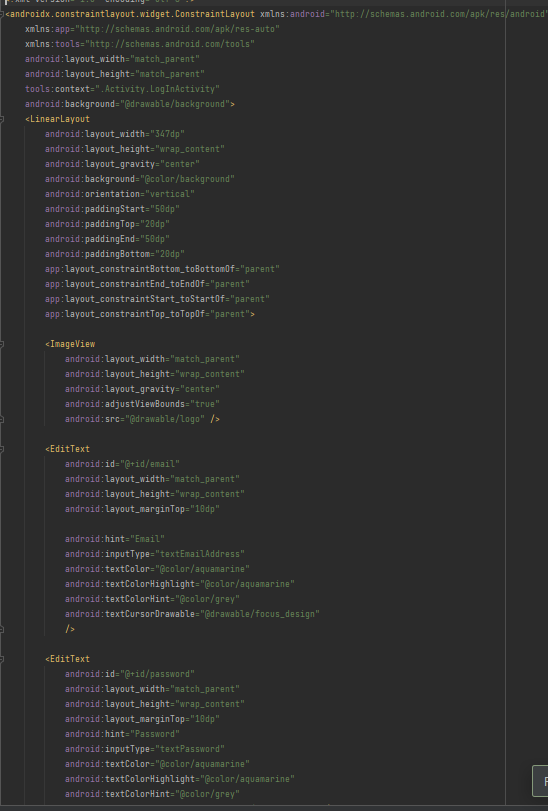 <androidx.constraintlayout.widget.ConstraintLayout xmlns:android="http://schemas.android.com/apk/res/android"
xmlns:app="http://schemas.android.com/apk/res-auto"
xmlns:tools="http://schemas.android.com/tools"
android:layout_width="match_parent"
android:layout_height="match_parent"
tools:context=".Activity.LogInActivity"
android:background="@drawable/background">
<LinearLayout
android:layout_width="347dp"
android:layout_height="wrap_content"
android:layout_gravity="center"
android:background="@color/background"
android:orientation="vertical"
android:paddingStart="50dp"
android:paddingTop="20dp"
android:paddingEnd="50dp"
android:paddingBottom="20dp"
app:layout_constraintBottom_toBottomOf="parent"
app:layout_constraintEnd_toEndOf="parent"
app:layout_constraintStart_toStartOf="parent"
app:layout_constraintTop_toTopOf="parent">
<ImageView
android:layout_width="match_parent"
android:layout_height="wrap_content"
android:layout_gravity="center"
android:adjustViewBounds="true"
android:src="@drawable/logo" />
<EditText
android:id="@+id/email"
android:layout_width="match_parent"
android:layout_height="wrap_content"
android:layout_marginTop="10dp"
android:hint="Email"
android:inputType="textEmailAddress"
android:textColor="@color/aquamarine"
android:textColorHighlight="@color/aquamarine"
android:textColorHint="@color/grey"
android:textCursorDrawable="@drawable/focus_design"
/>
<EditText
android:id="@+id/password"
android:layout_width="match_parent"
android:layout_height="wrap_content"
android:layout_marginTop="10dp"
android:hint="Password"
android:inputType="textPassword"
android:textColor="@color/aquamarine"
android:textColorHighlight="@color/aquamarine"
android:textColorHint="@color/grey"